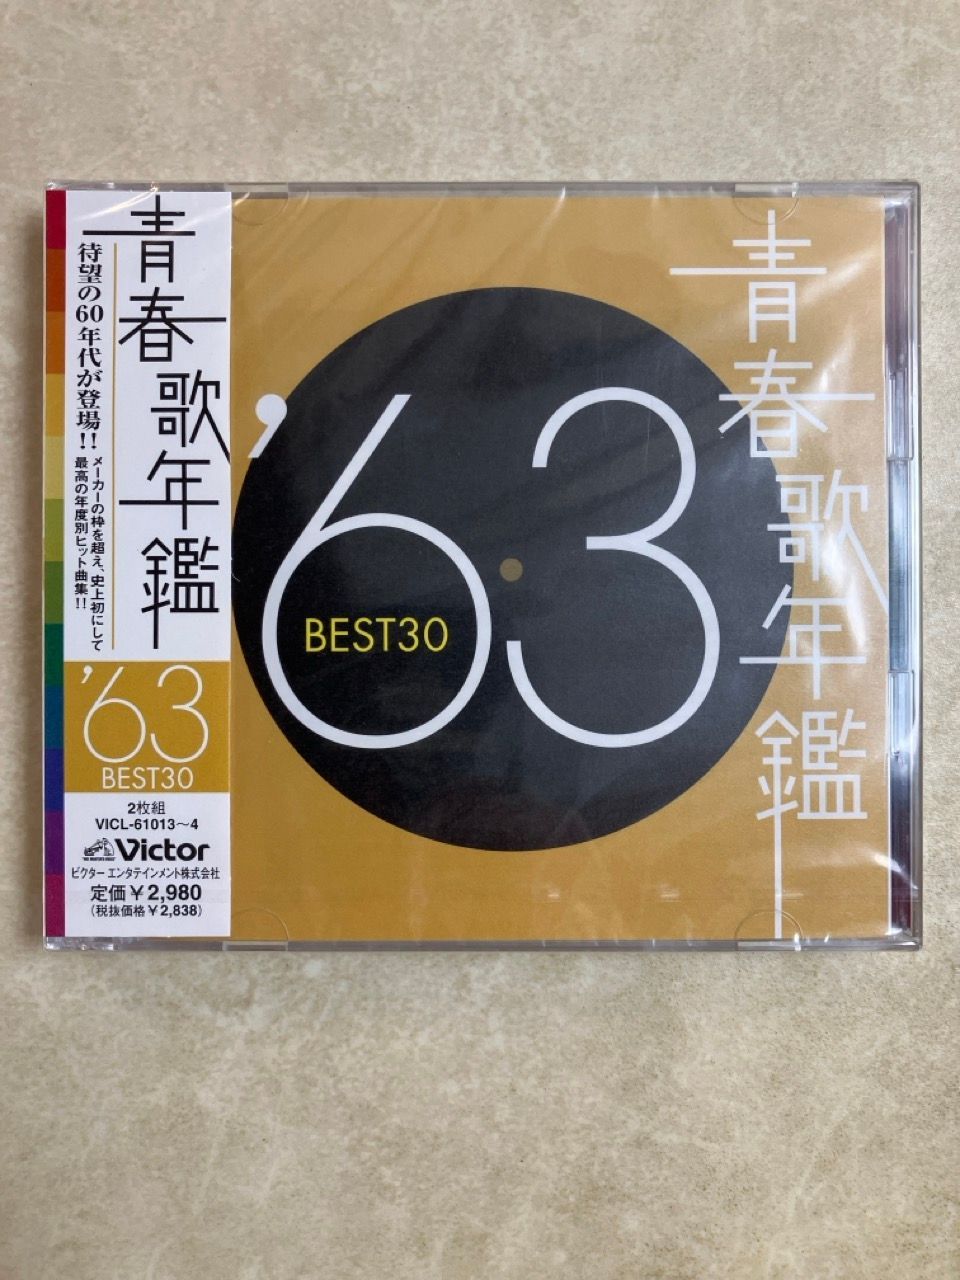 青春歌年鑑
待望の60年代が登場!!
メーカーの枠を超え、史上初にして
最高の年度別ヒット曲集!!
'63
BEST30
2枚組
VICL-61013～4
Victor
ビクター エンタテインメント株式会社
定価￥2,980
(税抜価格￥2,838)
'63
BEST30
青春歌年鑑